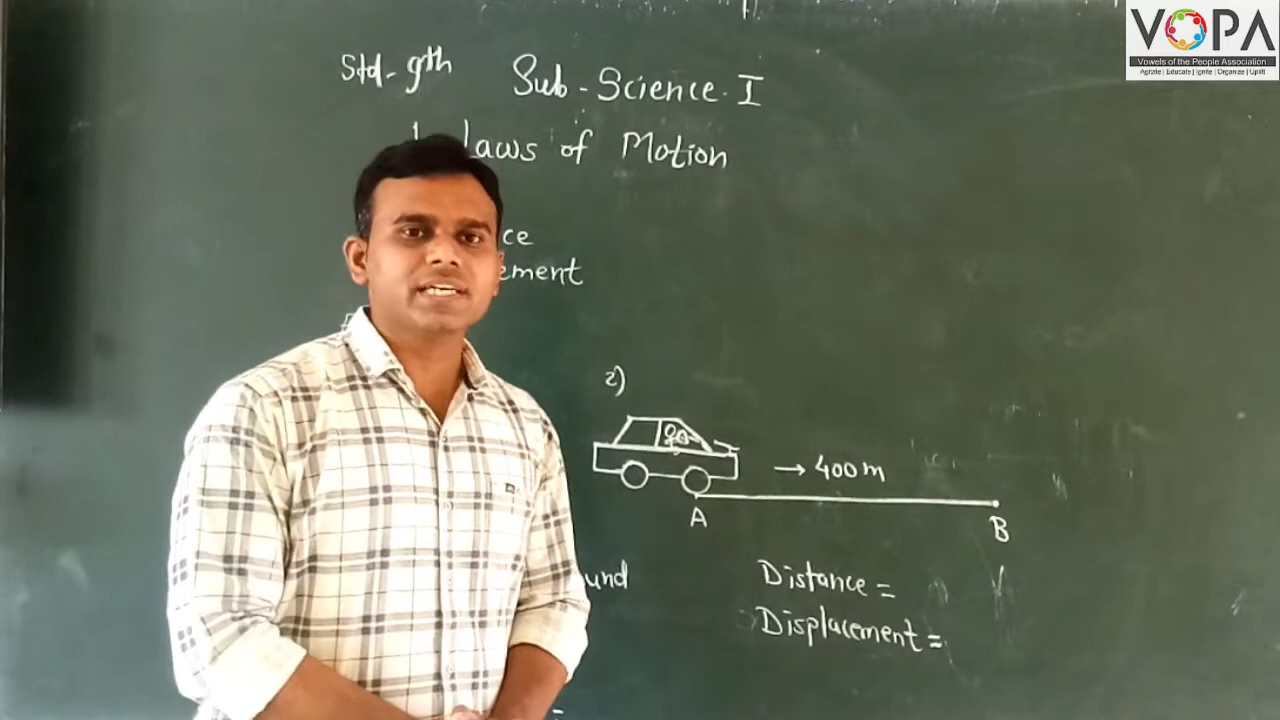 VOPA
Vowels of the People Association
Agitate | Educate | Ignite | Organize | Uplift
Std- 9th Sub-Science-I
Laws of Motion
ce
ement
2)
→ 400m
A B
und
Distance =
Displacement =